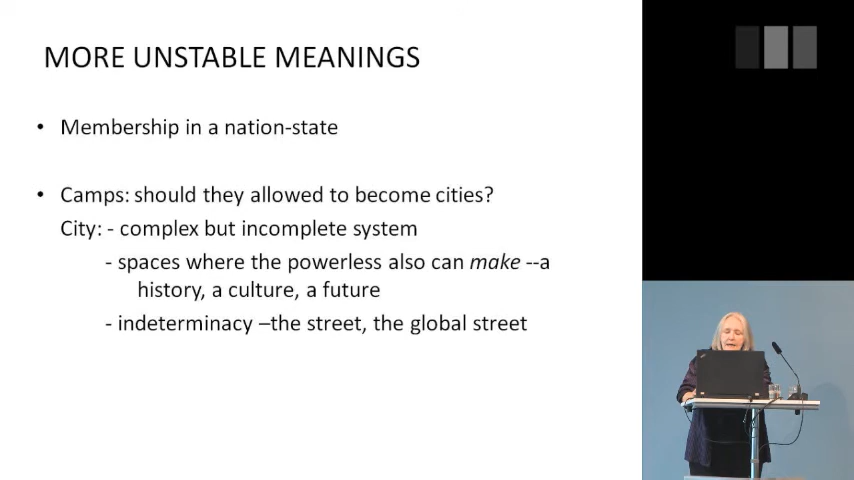 MORE UNSTABLE MEANINGS
• Membership in a nation-state
• Camps: should they allowed to become cities?
City: - complex but incomplete system
- spaces where the powerless also can make --a
history, a culture, a future
- indeterminacy –the street, the global street